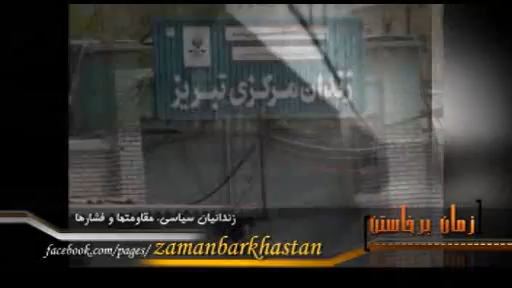 زندان مرکزی تبریز
زندانیان سیاسی، مقاومتها و فشارها
زمان برخاستن
facebook.com/pages/ zamanbarkhastan